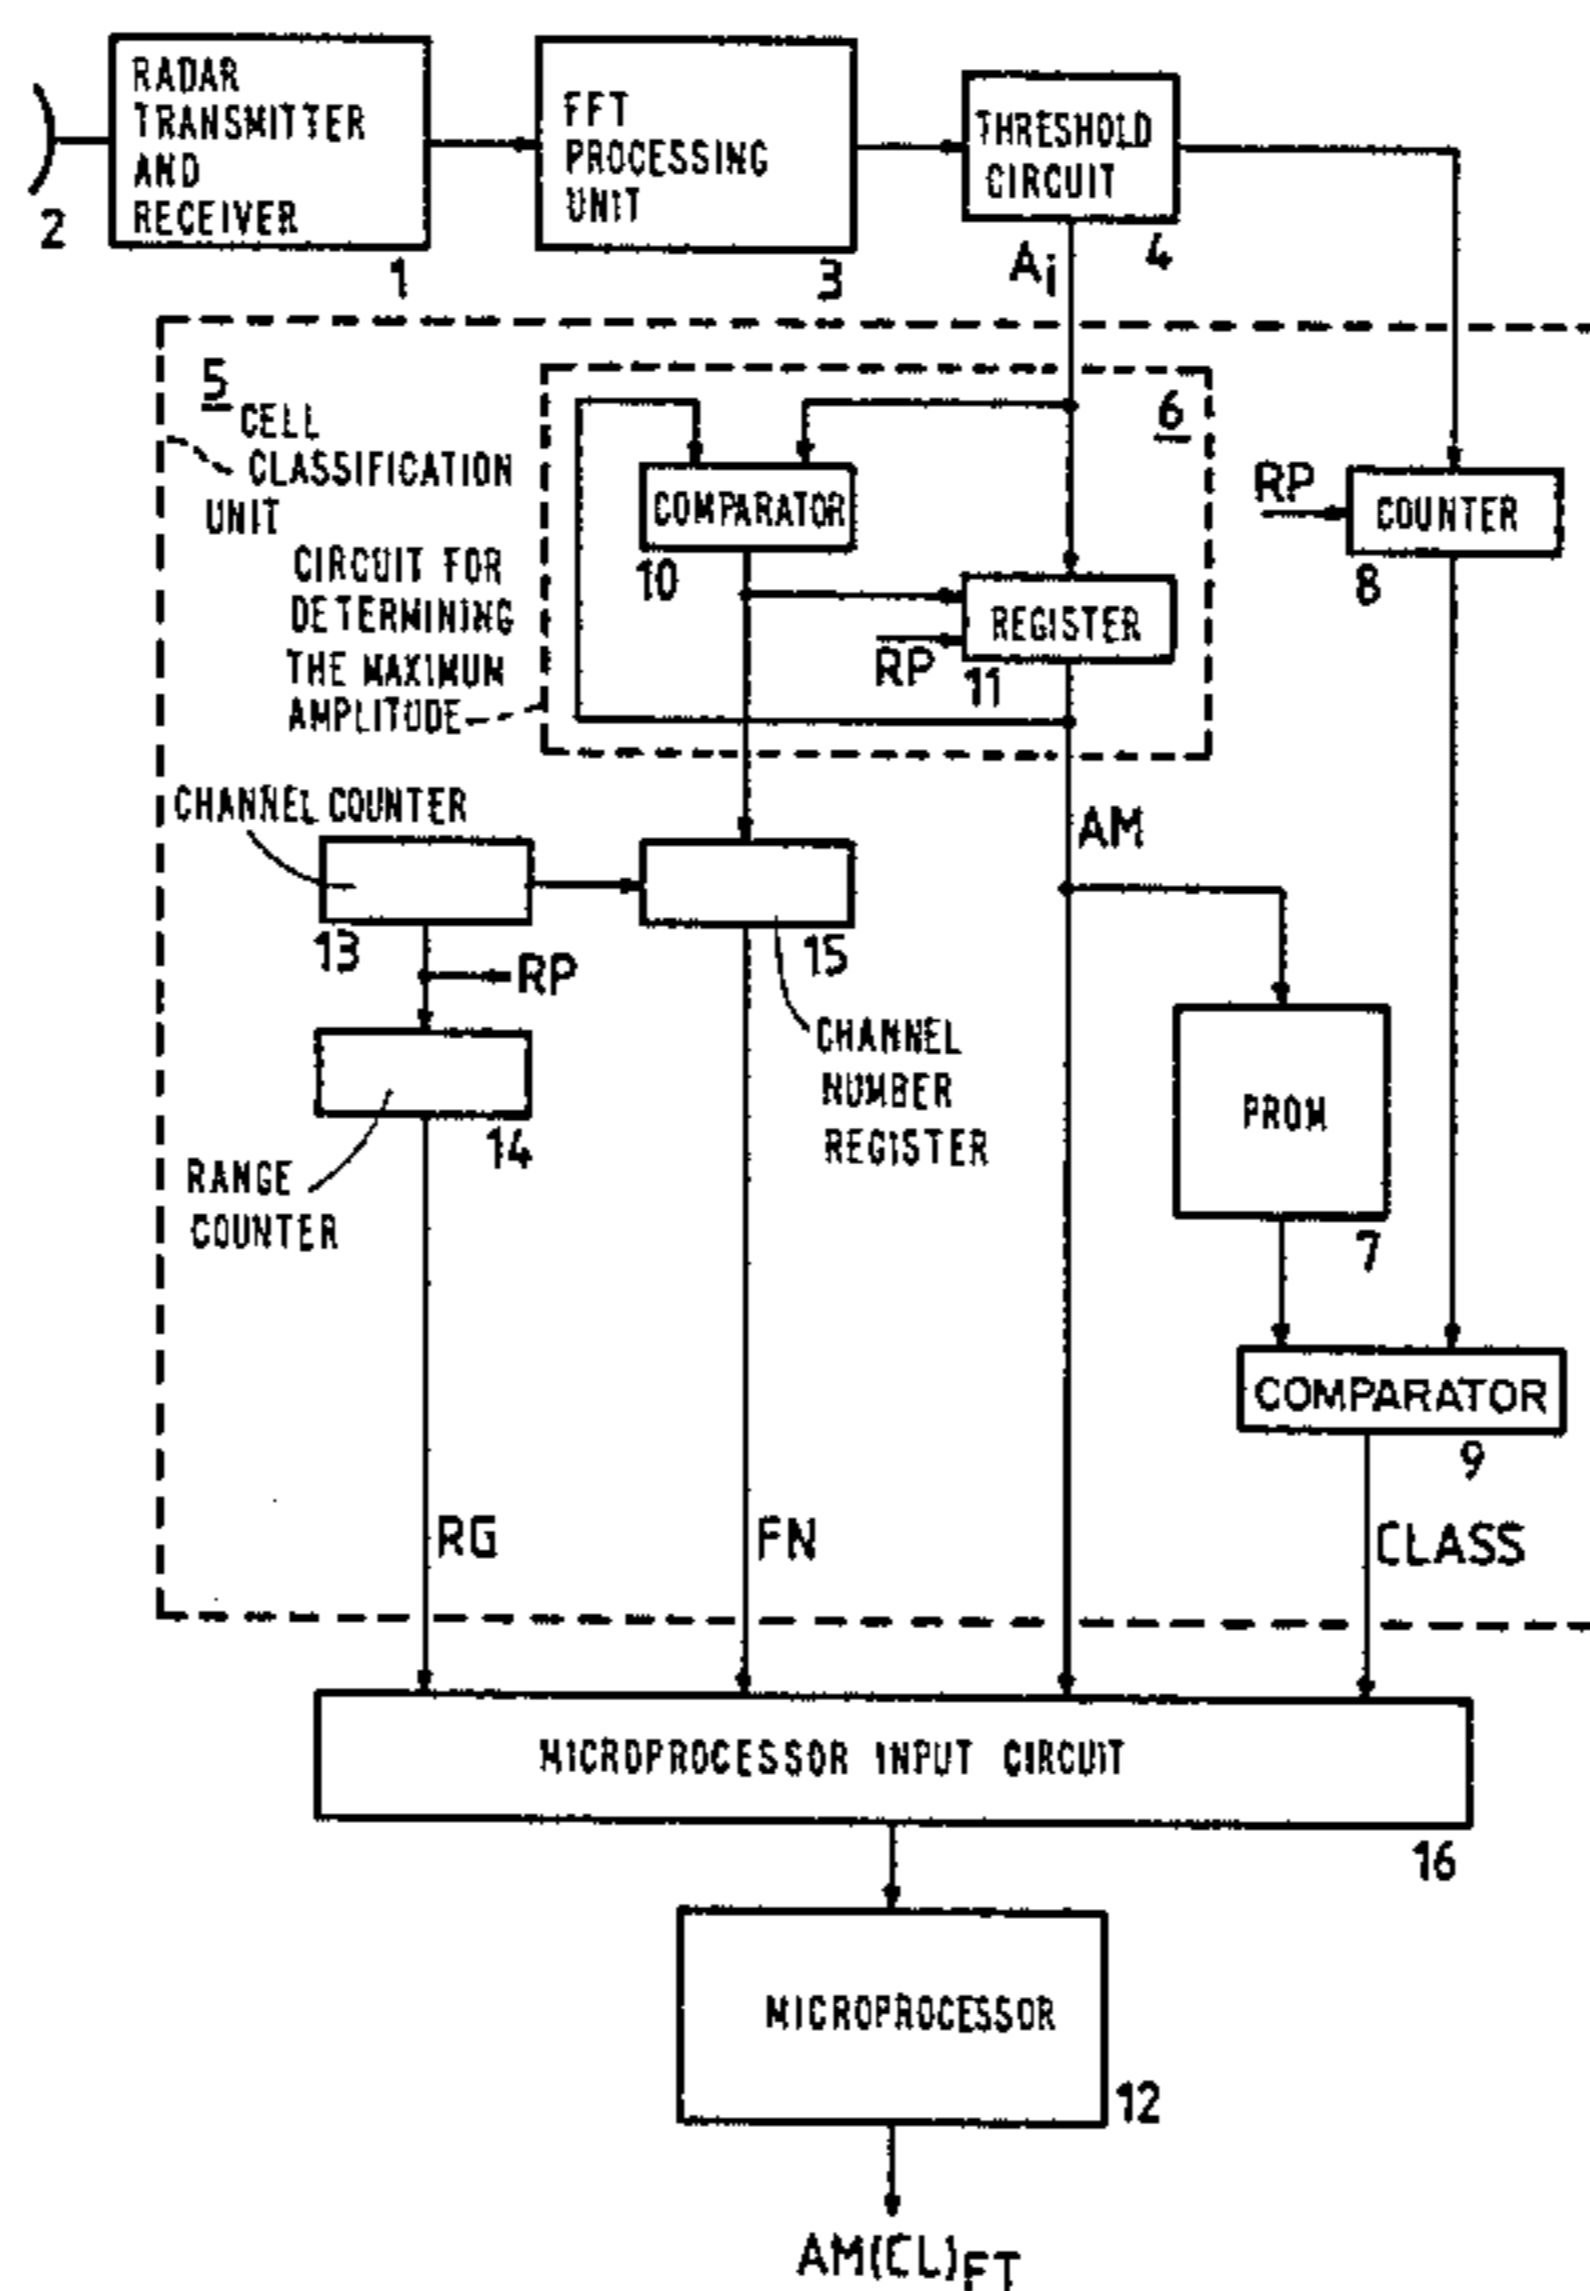 RADAR
TRANSMITTER
AND
RECEIVER
1
2
FFT
PROCESSING
UNIT
3
THRESHOLD
CIRCUIT
4
Ai
5
CELL
CLASSIFICATION
UNIT
6
COMPARATOR
10
CIRCUIT FOR
DETERMINING
THE MAXIMUM
AMPLITUDE
REGISTER
RP
11
RP
COUNTER
8
CHANNEL COUNTER
13
RP
15
AM
CHANNEL
NUMBER
REGISTER
14
RANGE
COUNTER
PROM
7
COMPARATOR
9
RG
FN
CLASS
MICROPROCESSOR INPUT CIRCUIT
16
MICROPROCESSOR
12
AM(CL)FT